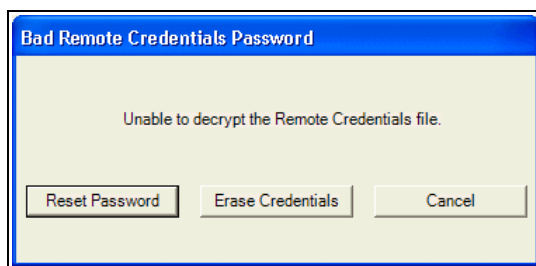 Bad Remote Credentials Password
Unable to decrypt the Remote Credentials file.
Reset Password
Erase Credentials
Cancel